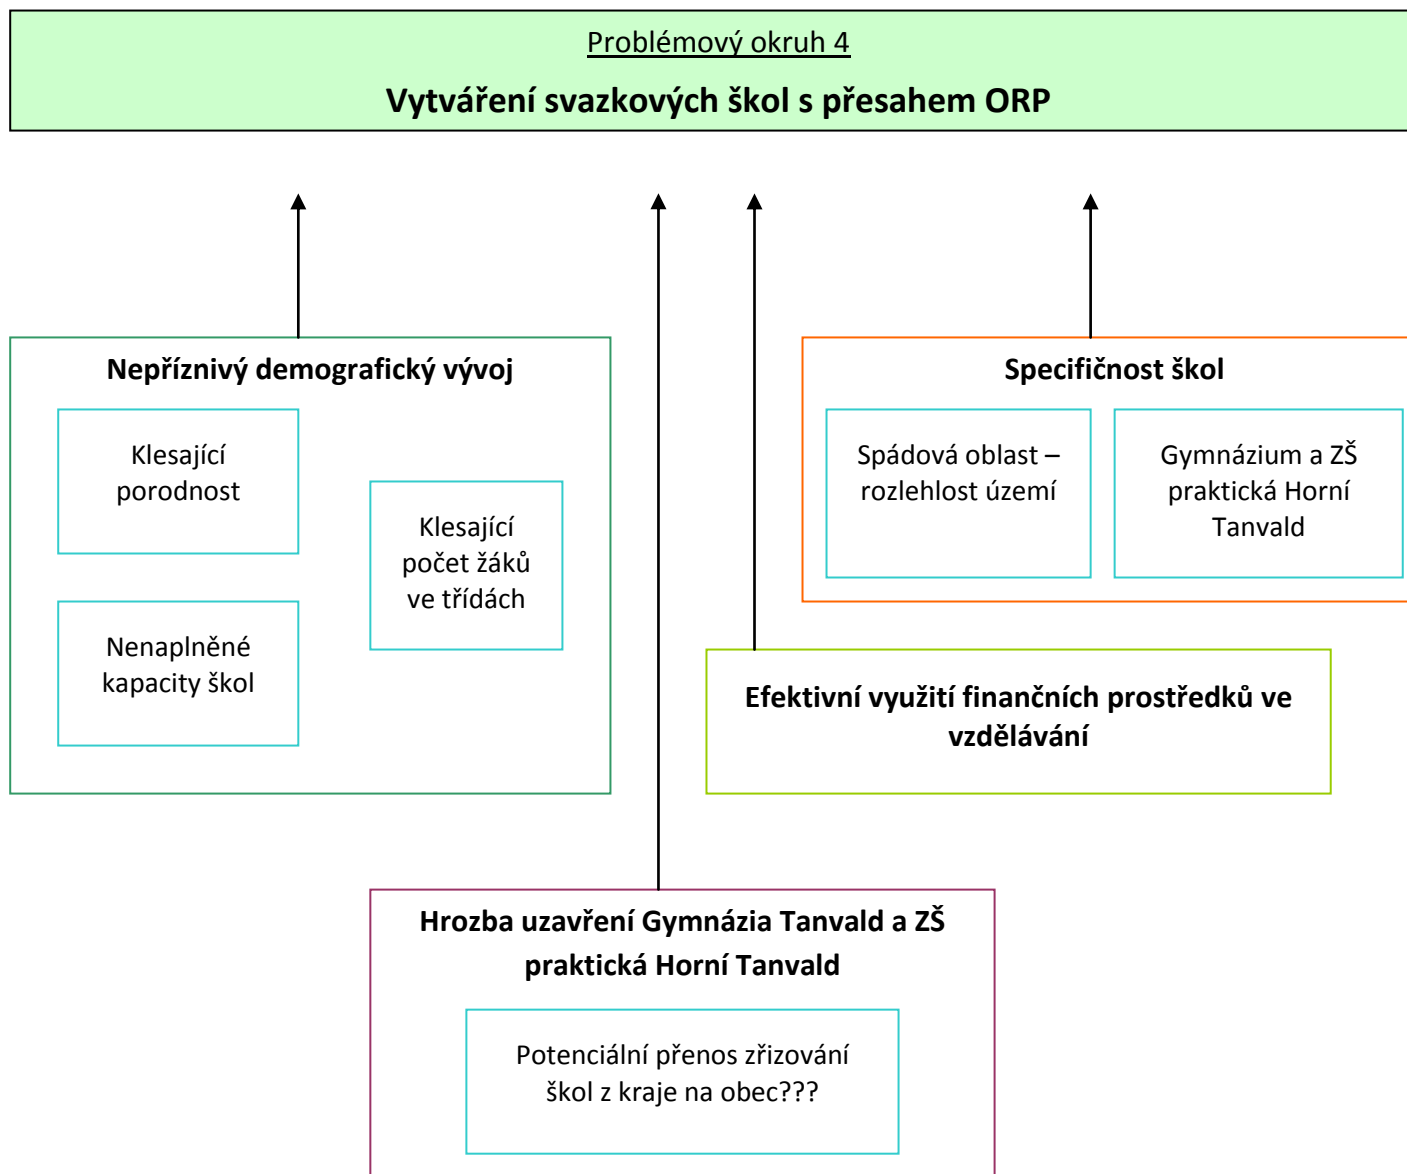 Problémový okruh 4
Vytváření svazkových škol s přesahem ORP
Nepříznivý demografický vývoj
Klesající
porodnost
Klesající
počet žáků
ve třídách
Nenaplněné
kapacity škol
Specifičnost škol
Spádová oblast –
rozlehlost území
Gymnázium a ZŠ
praktická Horní
Tanvald
Efektivní využití finančních prostředků ve
vzdělávání
Hrozba uzavření Gymnázia Tanvald a ZŠ
praktická Horní Tanvald
Potenciální přenos zřizování
škol z kraje na obec???